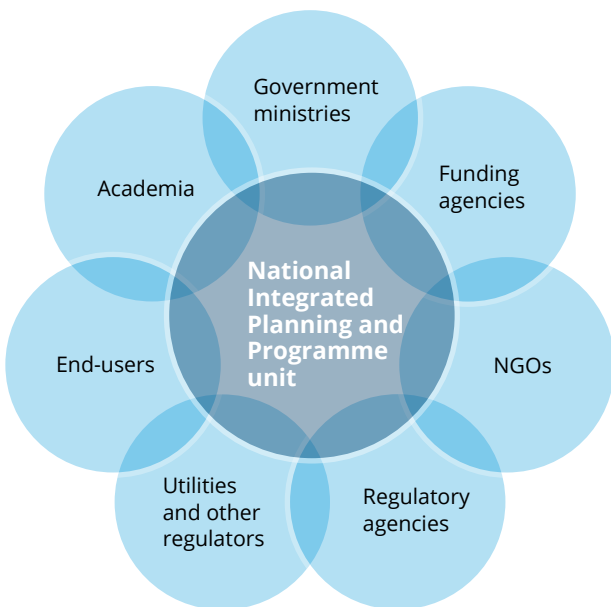 Government
ministries
Funding
agencies
NGOs
Regulatory
agencies
Utilities
and other
regulators
End-users
Academia
National
Integrated
Planning and
Programme
unit